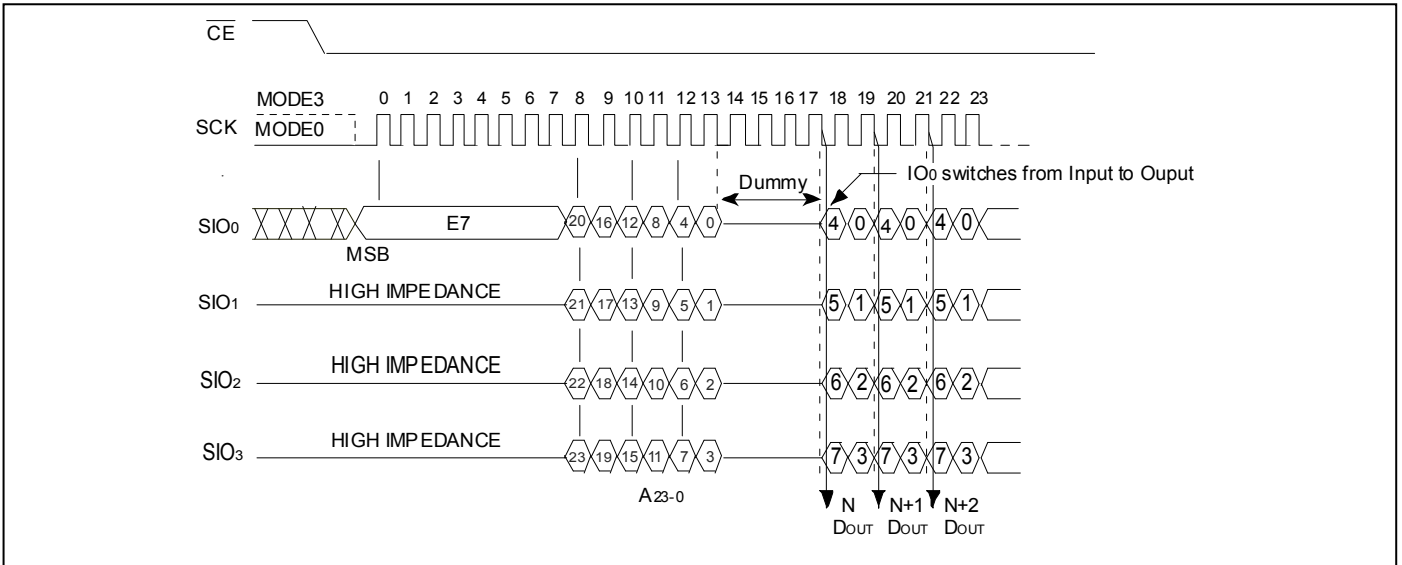 CE
MODE3 0 1 2 3 4 5 6 7 8 9 10 11 12 13 14 15 16 17 18 19 20 21 22 23
SCK MODE0
Dummy IO0 switches from Input to Ouput
SIO0 E7 20 16 12 8 4 0 4 0 4 0 4 0
MSB
SIO1 HIGH IMPEDANCE 21 17 13 9 5 1 5 1 5 1 5 1
SIO2 HIGH IMPEDANCE 22 18 14 10 6 2 6 2 6 2 6 2
SIO3 HIGH IMPEDANCE 23 19 15 11 7 3 7 3 7 3 7 3
A23-0 N N+1 N+2
DOUT DOUT DOUT